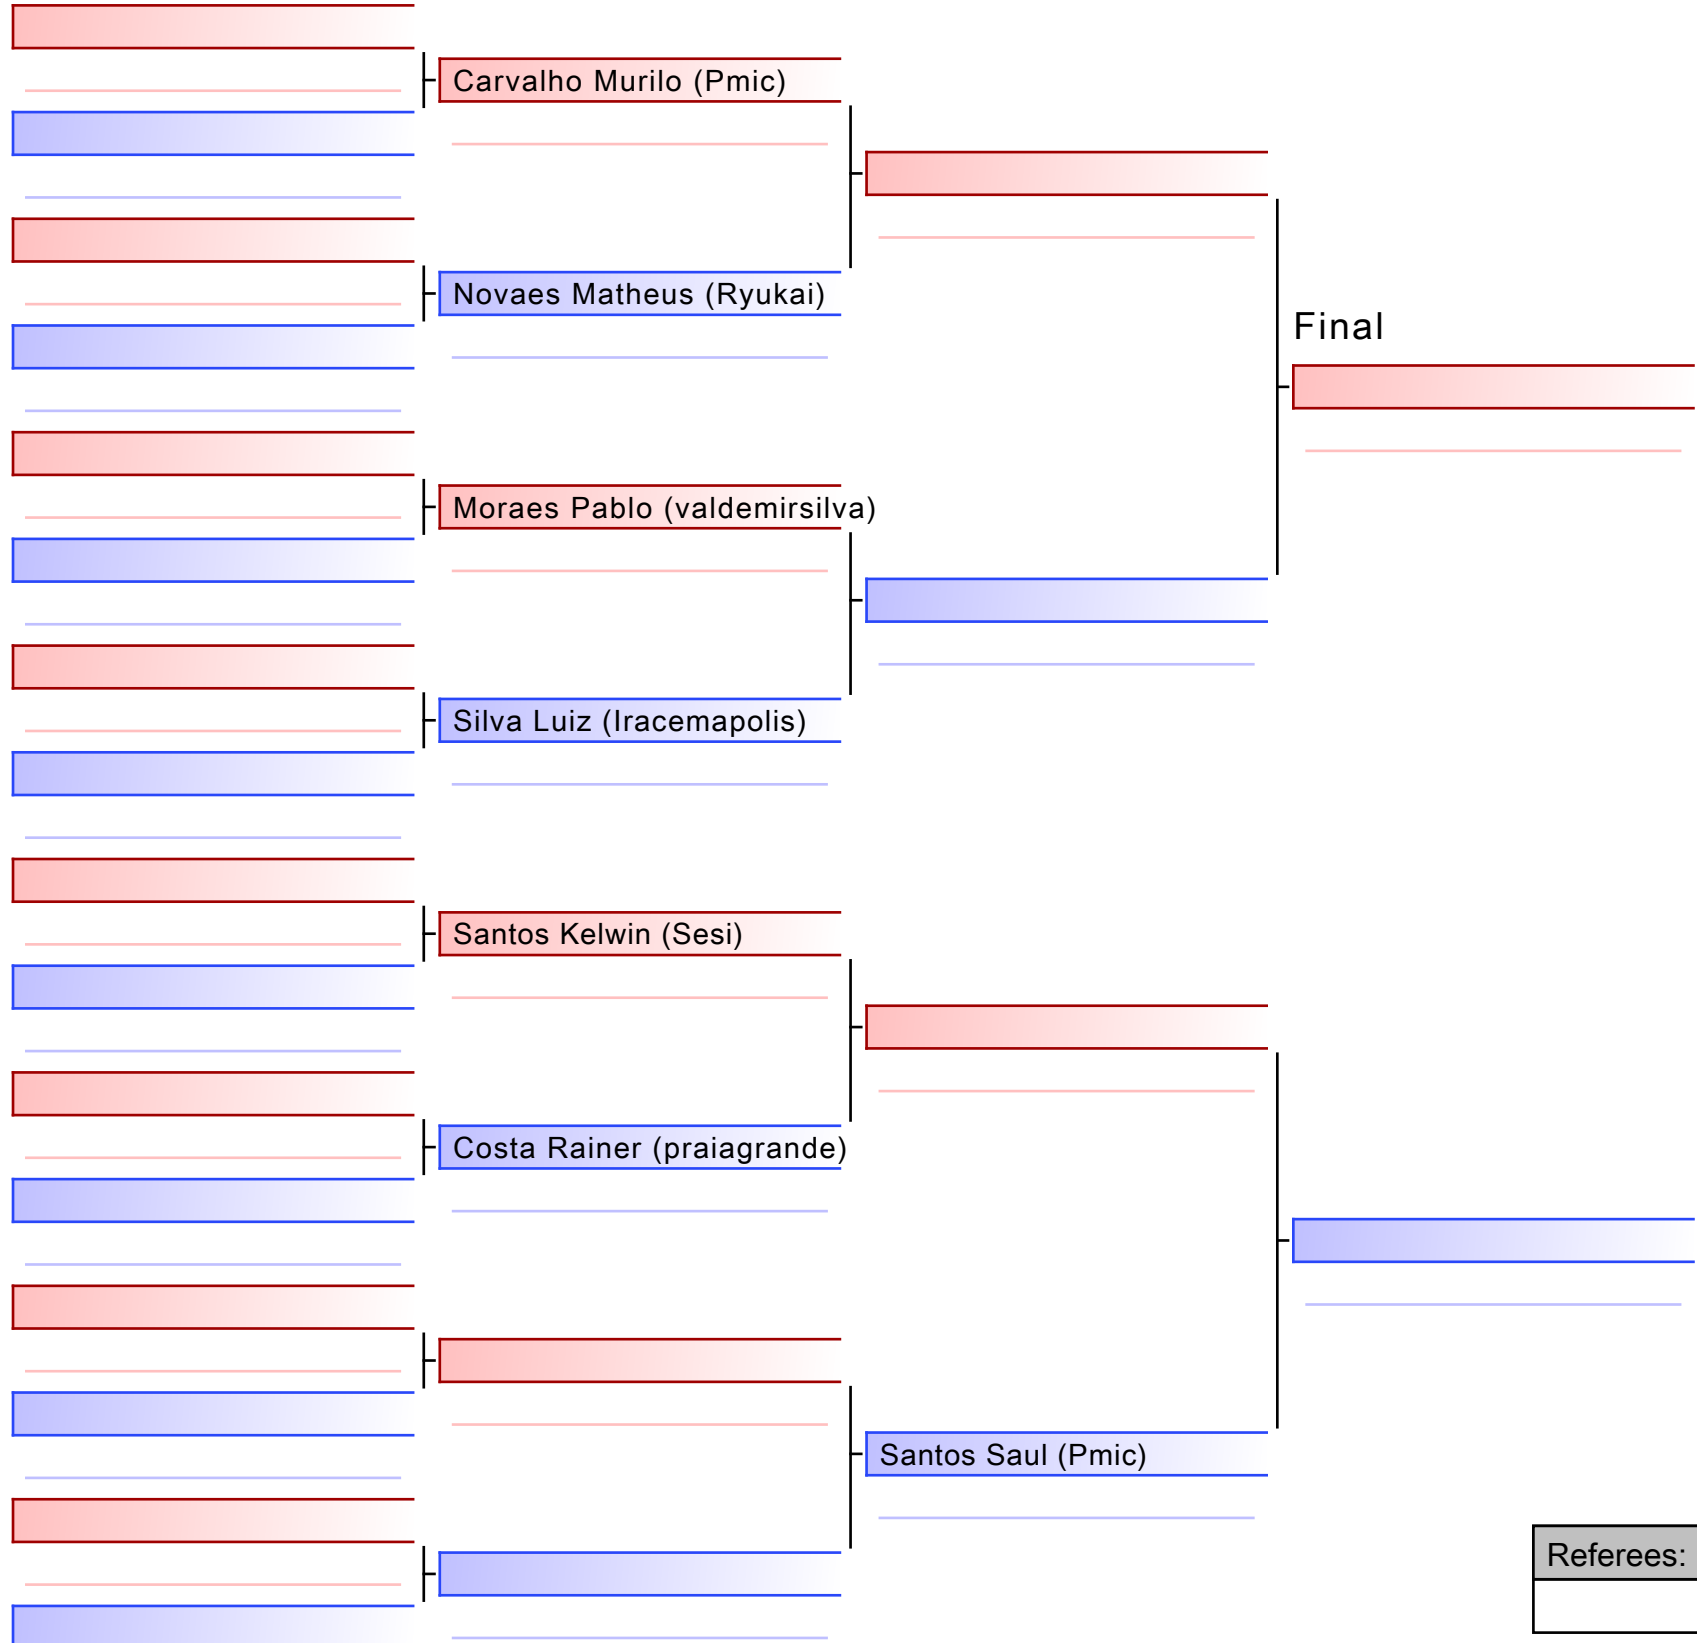 Carvalho Murilo (Pmic)
Novaes Matheus (Ryukai)
Final
Moraes Pablo (valdemirsilva)
Silva Luiz (Iracemapolis)
Santos Kelwin (Sesi)
Costa Rainer (praiagrande)
Santos Saul (Pmic)
Referees: